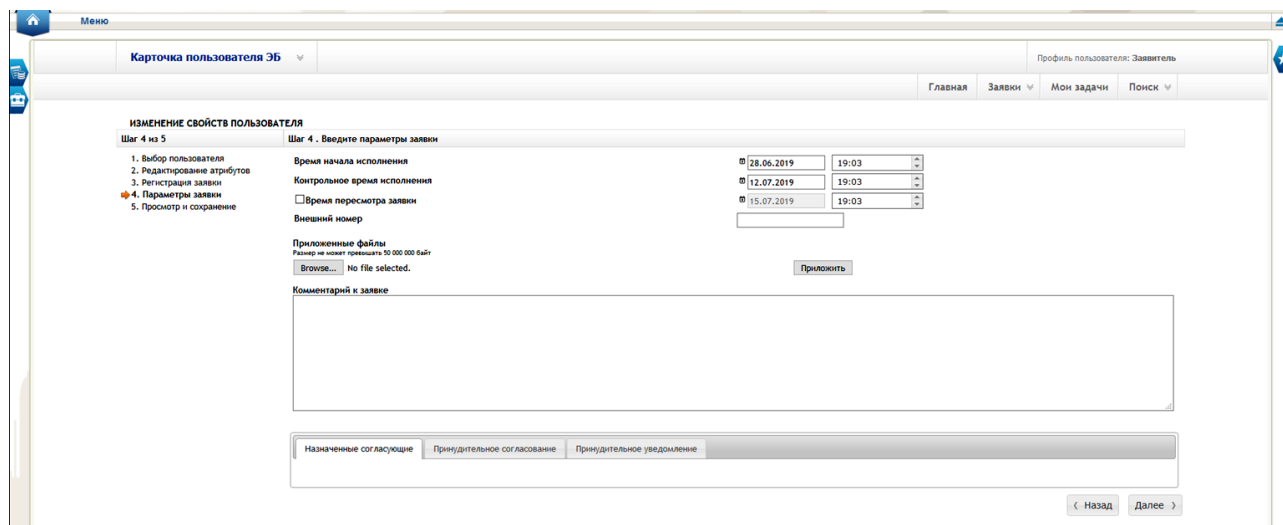 Меню
Карточка пользователя ЭБ
Профиль пользователя: Заявитель
Главная Заявки Мои задачи Поиск
ИЗМЕНЕНИЕ СВОЙСТВ ПОЛЬЗОВАТЕЛЯ
Шаг 4 из 5
Шаг 4 . Введите параметры заявки
1. Выбор пользователя
2. Редактирование атрибутов
3. Регистрация заявки
4. Параметры заявки
5. Просмотр и сохранение
Время начала исполнения 28.06.2019 19:03
Контрольное время исполнения 12.07.2019 19:03
Время пересмотра заявки 15.07.2019 19:03
Внешний номер
Приложенные файлы
Размер не может превышать 50 000 000 байт
Browse... No file selected. Приложить
Комментарий к заявке
Назначенные согласующие Принудительное согласование Принудительное уведомление
Назад Далее